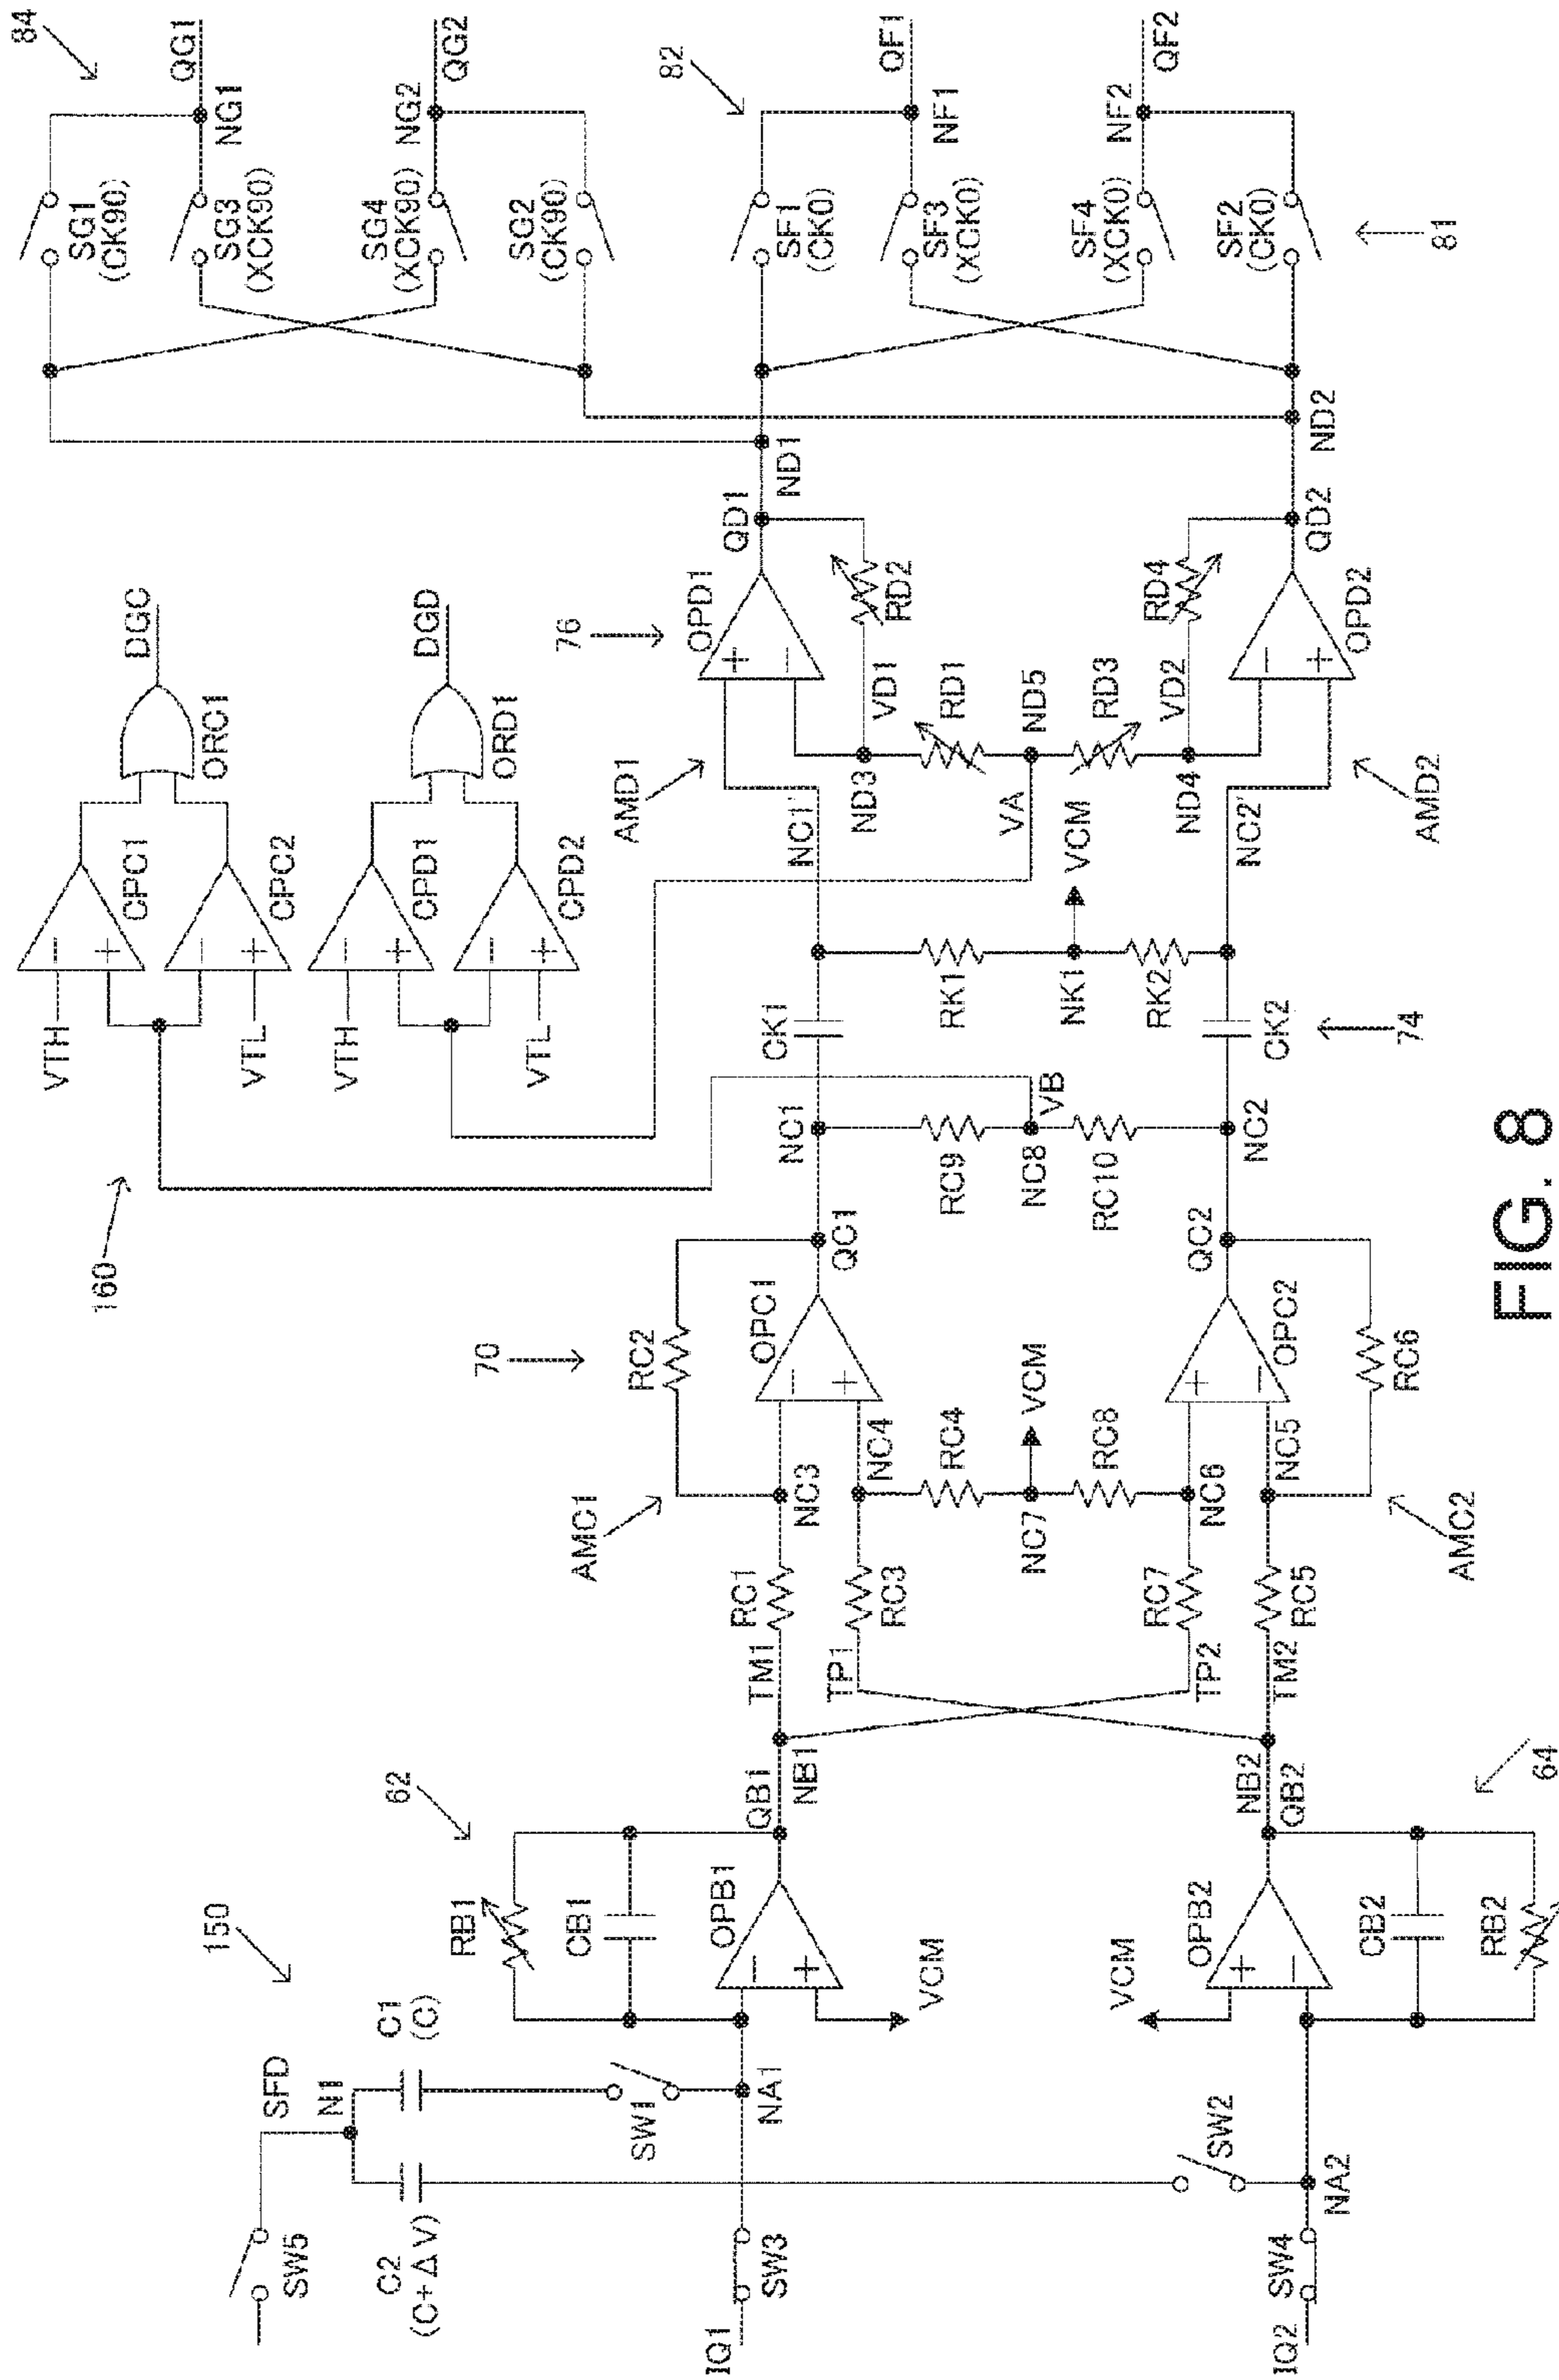 SW5
SFD
N1
C2
(C+ΔV)
C1
(C)
150
SW1
NA1
SW2
NA2
IQ1
SW3
IQ2
SW4
62
RB1
CB1
OPB1
VCM
QB1
NB1
VCM
OPB2
CB2
RB2
NB2
QB2
64
TM1
TP1
TP2
TM2
RC1
RC3
RC7
RC5
AMC1
NC3
NC4
RC4
NC7
VCM
RC8
NC6
NC5
AMC2
70
RC2
OPC1
OPC2
RC6
QC1
QC2
160
NC1
RC9
NC8
VB
RC10
NC2
CK1
CK2
74
RK1
NK1
VCM
RK2
NC1'
NC2'
VTH
VTL
VTH
VTL
CPC1
CPC2
CPD1
CPD2
ORC1
DGC
ORD1
DGD
AMD1
ND3
VA
ND4
AMD2
VD1
RD1
ND5
RD3
VD2
76
OPD1
RD2
RD4
OPD2
QD1
QD2
ND1
ND2
84
SG1
(CK90)
SG3
(XCK90)
SG4
(XCK90)
SG2
(CK90)
QG1
NG1
NG2
QG2
82
SF1
(CK0)
SF3
(XCK0)
SF4
(XCK0)
SF2
(CK0)
QF1
NF1
NF2
QF2
81
FIG. 8